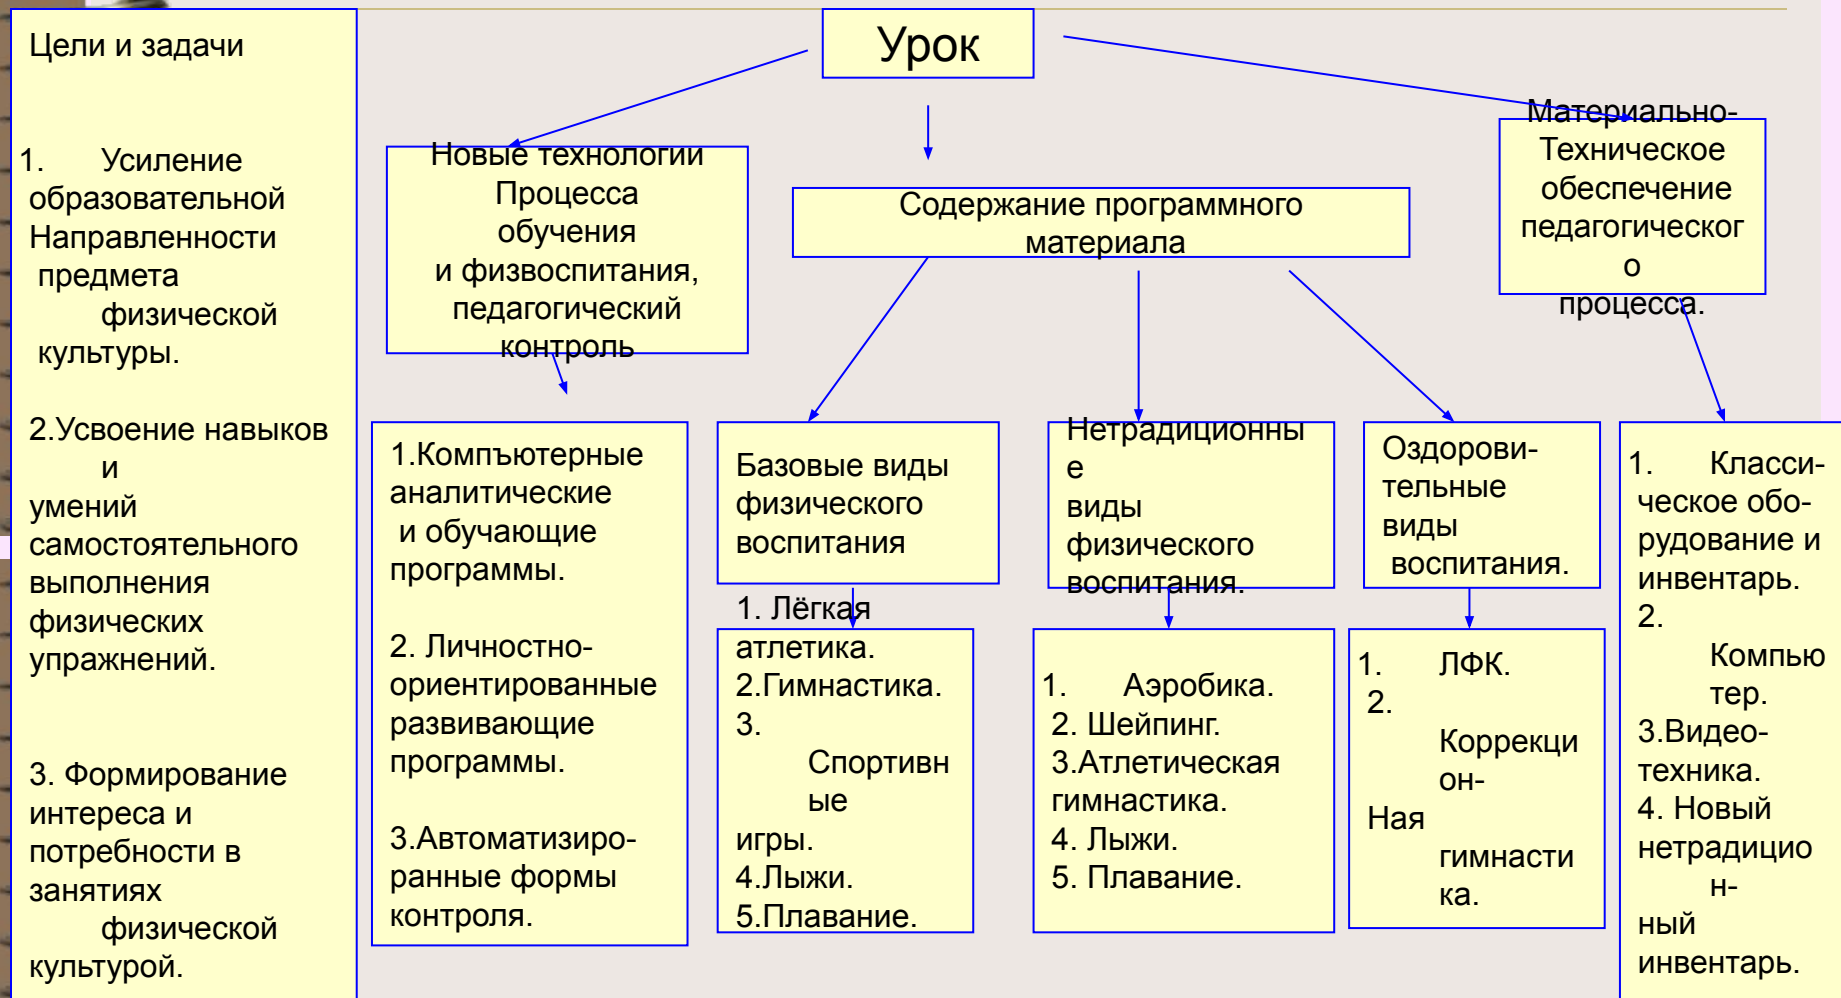 Цели и задачи
1. Усиление
образовательной
Направленности
предмета
физической
культуры.
2.Усвоение навыков
и
умений
самостоятельного
выполнения
физических
упражнений.
3. Формирование
интереса и
потребности в
занятиях
физической
культурой.
Урок
Новые технологии
Процесса
обучения
и физвоспитания,
педагогический
контроль
Содержание программного
материала
Материально-
Техническое
обеспечение
педагогическог
о
процесса.
1.Компъютерные
аналитические
и обучающие
программы.
2. Личностно-
ориентированные
развивающие
программы.
3.Автоматизиро-
ранные формы
контроля.
Базовые виды
физического
воспитания
1. Лёгкая
атлетика.
2.Гимнастика.
3.
Спортивн
ые
игры.
4.Лыжи.
5.Плавание.
Нетрадиционны
е
виды
физического
воспитания.
1. Аэробика.
2. Шейпинг.
3.Атлетическая
гимнастика.
4. Лыжи.
5. Плавание.
Оздорови-
тельные
виды
воспитания.
1. ЛФК.
2.
Коррекци
он-
Ная
гимнасти
ка.
1. Класси-
ческое обо-
рудование и
инвентарь.
2.
Компью
тер.
3.Видео-
техника.
4. Новый
нетрадицио
н-
ный
инвентарь.